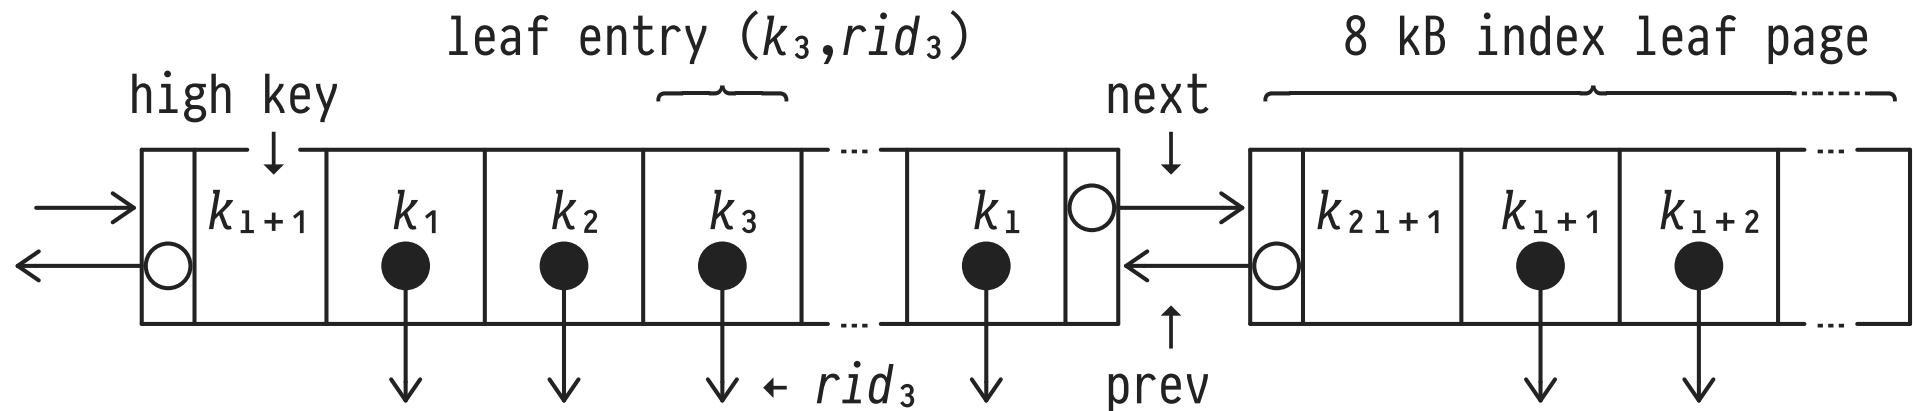 leaf entry (k₃,rid₃)
8 kB index leaf page
high key
next
kₗ₊₁ k₁ k₂ k₃ ... kₗ
k₂ₗ₊₁ kₗ₊₁ kₗ₊₂ ...
... ...
rid₃
prev